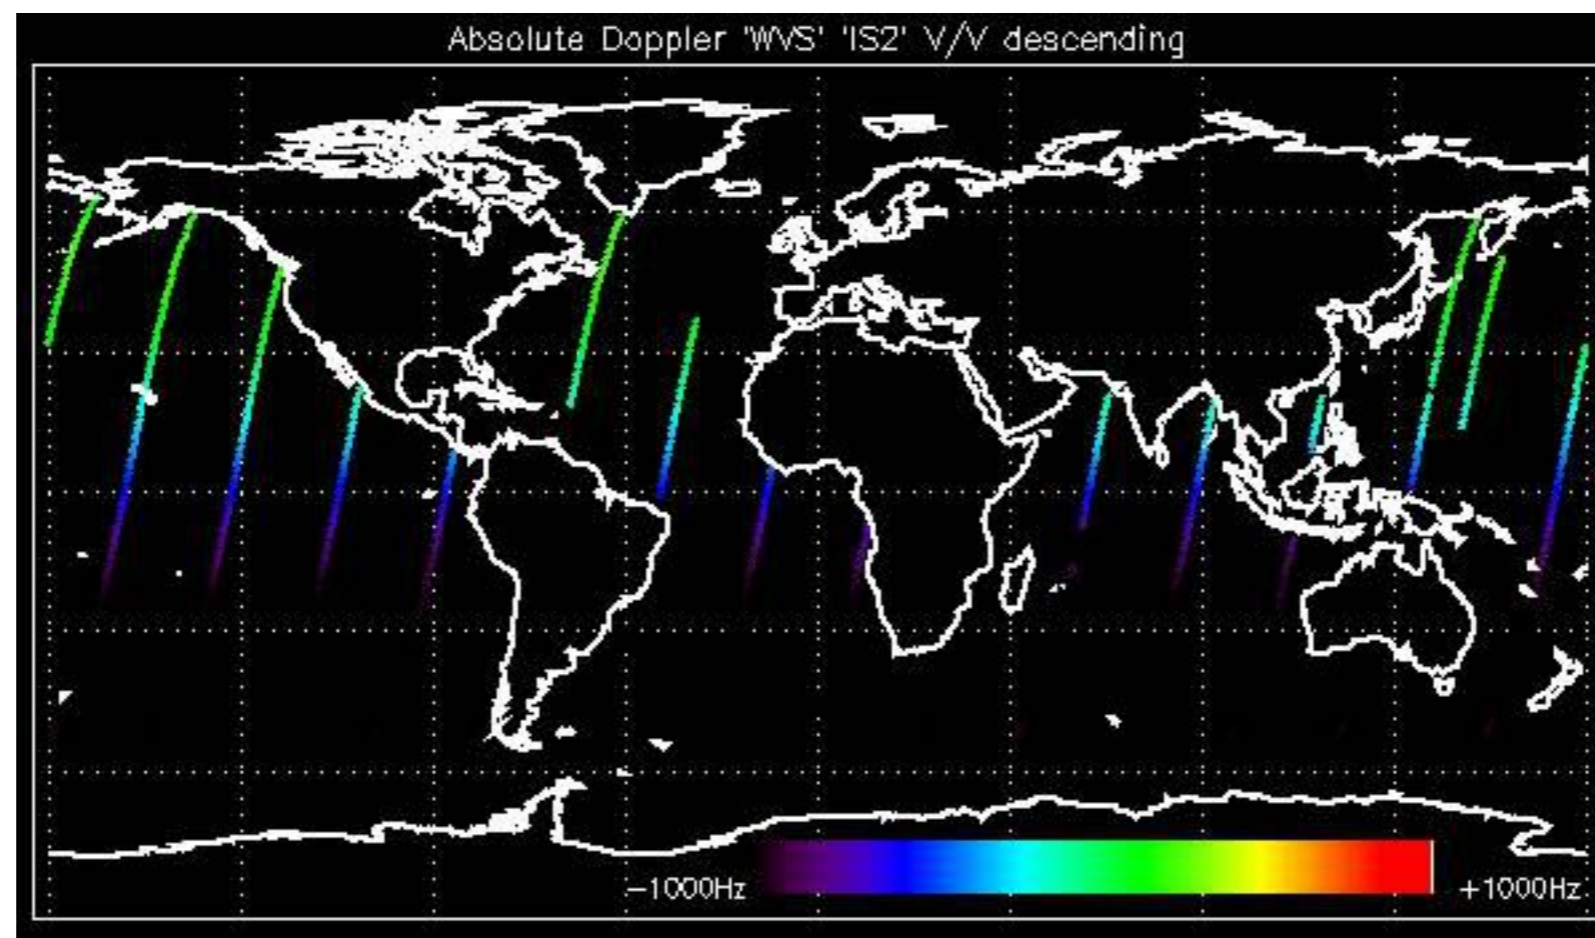 Absolute Doppler 'WVS' 'IS2' V/V descending
−1000Hz
+1000Hz